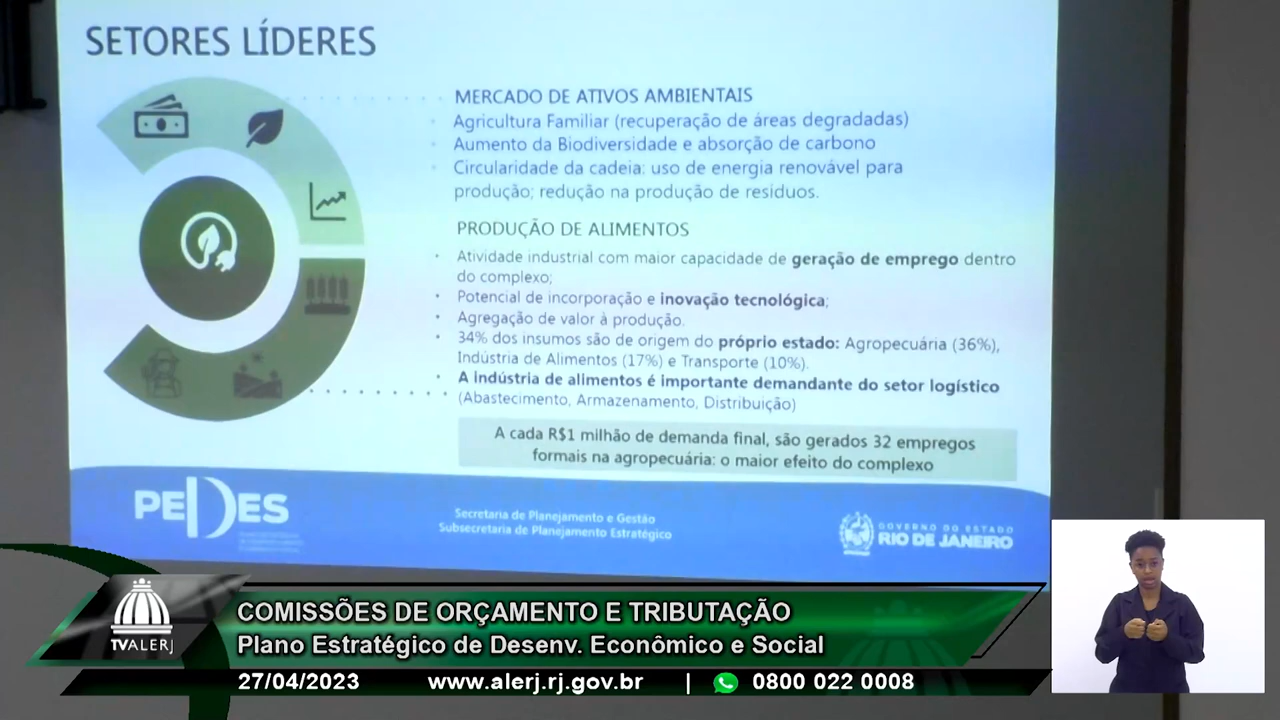 SETORES LÍDERES
MERCADO DE ATIVOS AMBIENTAIS
Agricultura Familiar (recuperação de áreas degradadas)
Aumento da Biodiversidade e absorção de carbono
Circularidade da cadeia: uso de energia renovável para
produção; redução na produção de resíduos.
PRODUÇÃO DE ALIMENTOS
• Atividade industrial com maior capacidade de geração de emprego dentro
do complexo;
• Potencial de incorporação e inovação tecnológica;
• Agregação de valor à produção.
• 34% dos insumos são de origem do próprio estado: Agropecuária (36%),
Indústria de Alimentos (17%) e Transporte (10%).
• A indústria de alimentos é importante demandante do setor logístico
(Abastecimento, Armazenamento, Distribuição)
A cada R$1 milhão de demanda final, são gerados 32 empregos
formais na agropecuária: o maior efeito do complexo
PEDES
Secretaria de Planejamento e Gestão
Subsecretaria de Planejamento Estratégico
GOVERNO DO ESTADO
RIO DE JANEIRO
TVALERJ
COMISSÕES DE ORÇAMENTO E TRIBUTAÇÃO
Plano Estratégico de Desenv. Econômico e Social
27/04/2023 www.alerj.rj.gov.br | 0800 022 0008